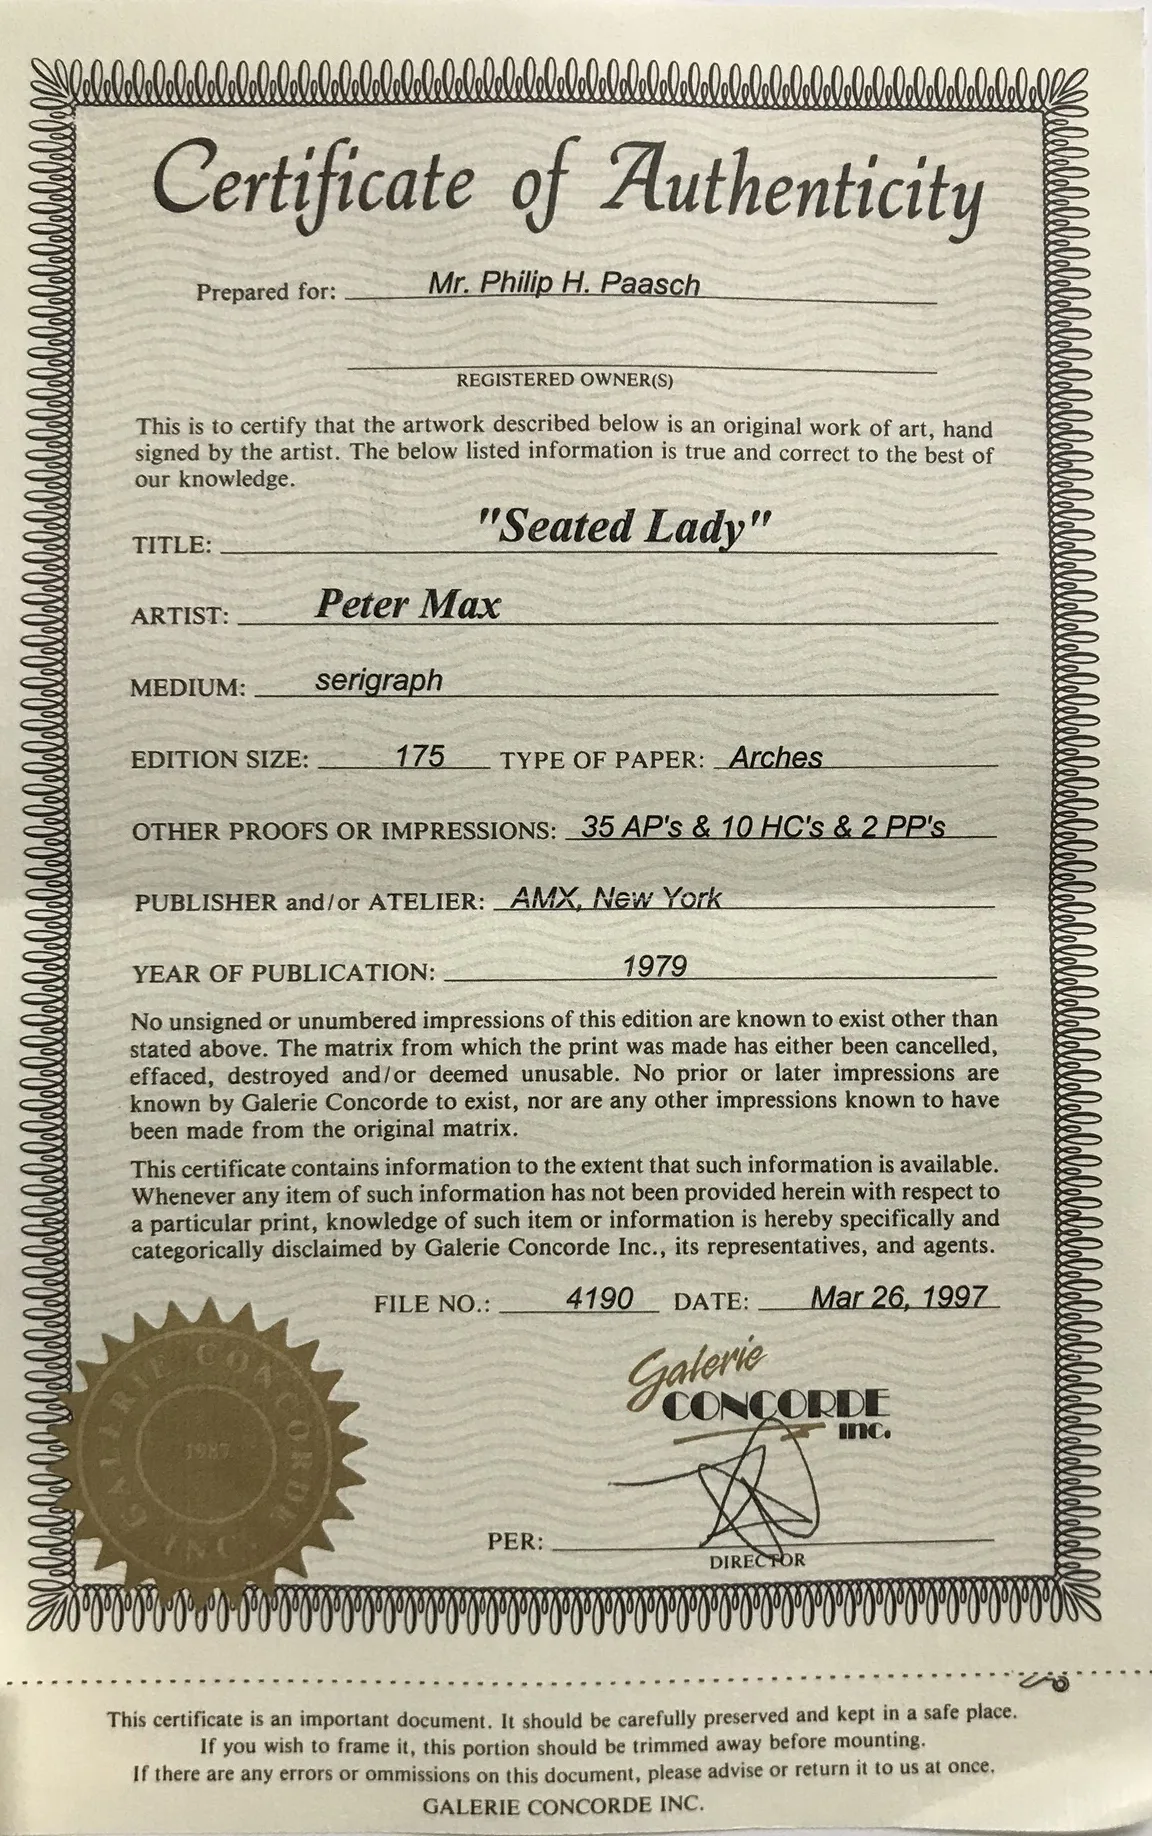 Certificate of Authenticity
Prepared for: Mr. Philip H. Paasch
REGISTERED OWNER(S)
This is to certify that the artwork described below is an original work of art, hand
signed by the artist. The below listed information is true and correct to the best of
our knowledge.
TITLE: "Seated Lady"
ARTIST: Peter Max
MEDIUM: serigraph
EDITION SIZE: 175 TYPE OF PAPER: Arches
OTHER PROOFS OR IMPRESSIONS: 35 AP's & 10 HC's & 2 PP's
PUBLISHER and/or ATELIER: AMX, New York
YEAR OF PUBLICATION: 1979
No unsigned or unumbered impressions of this edition are known to exist other than
stated above. The matrix from which the print was made has either been cancelled,
effaced, destroyed and/or deemed unusable. No prior or later impressions are
known by Galerie Concorde to exist, nor are any other impressions known to have
been made from the original matrix.
This certificate contains information to the extent that such information is available.
Whenever any item of such information has not been provided herein with respect to
a particular print, knowledge of such item or information is hereby specifically and
categorically disclaimed by Galerie Concorde Inc., its representatives, and agents.
FILE NO.: 4190 DATE: Mar 26, 1997
GALERIE CONCORDE INC.
1987
Galerie
CONCORDE
INC.
PER:
DIRECTOR
This certificate is an important document. It should be carefully preserved and kept in a safe place.
If you wish to frame it, this portion should be trimmed away before mounting.
If there are any errors or ommissions on this document, please advise or return it to us at once.
GALERIE CONCORDE INC.